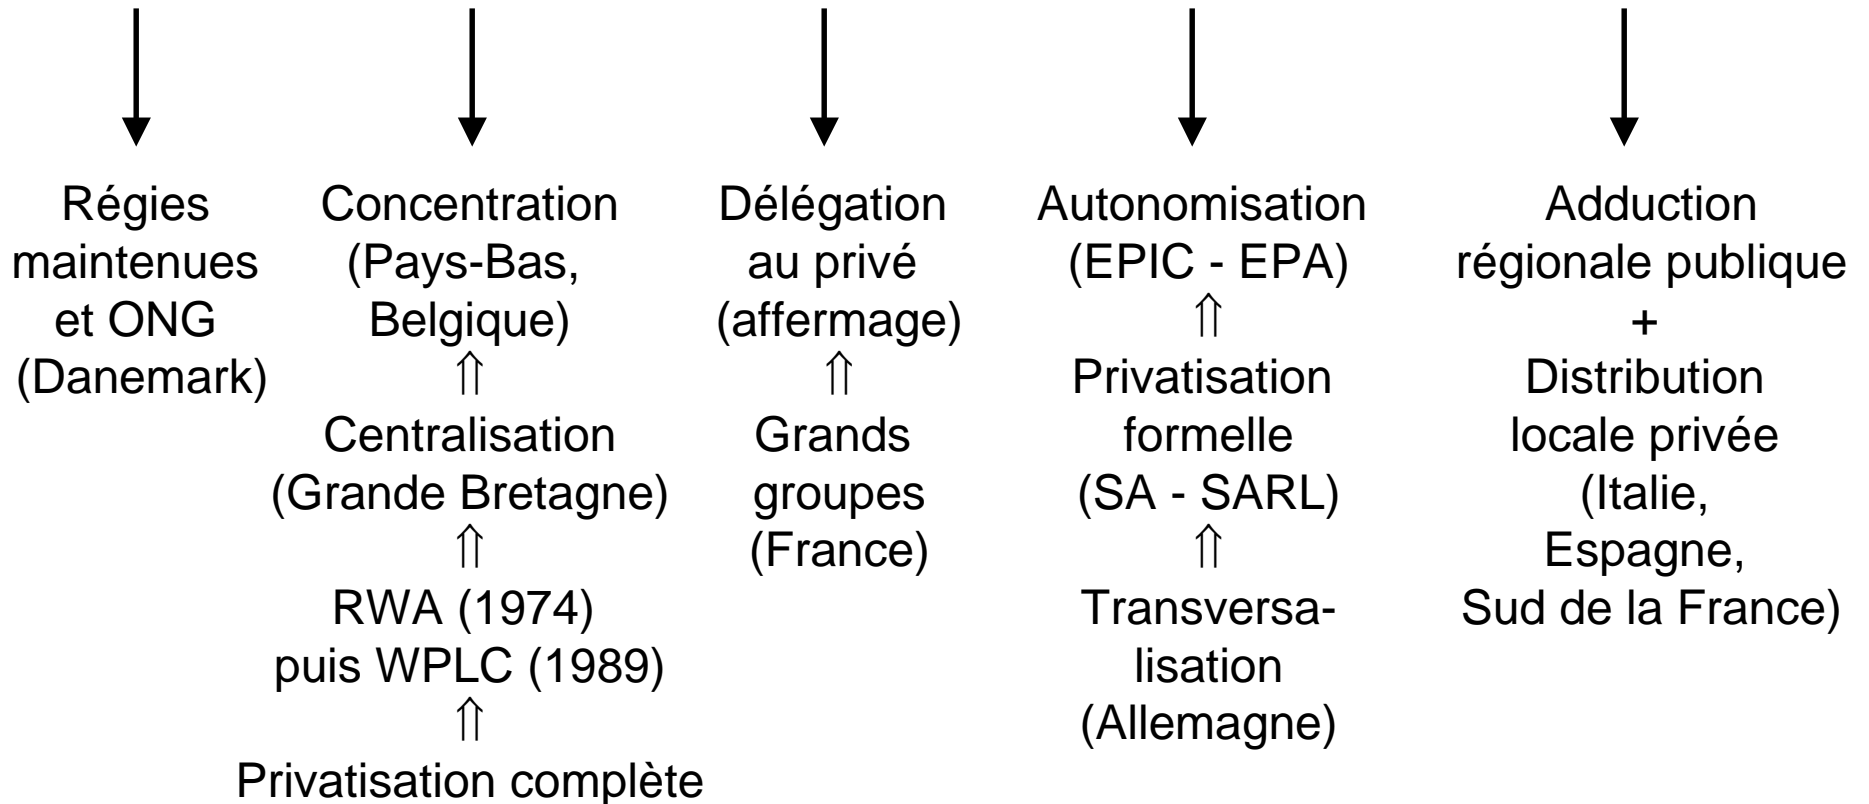 Régies
maintenues
et ONG
(Danemark)
Concentration
(Pays-Bas,
Belgique)
⇑
Centralisation
(Grande Bretagne)
⇑
RWA (1974)
puis WPLC (1989)
⇑
Privatisation complète
Délégation
au privé
(affermage)
⇑
Grands
groupes
(France)
Autonomisation
(EPIC - EPA)
⇑
Privatisation
formelle
(SA - SARL)
⇑
Transversa-
lisation
(Allemagne)
Adduction
régionale publique
+
Distribution
locale privée
(Italie,
Espagne,
Sud de la France)